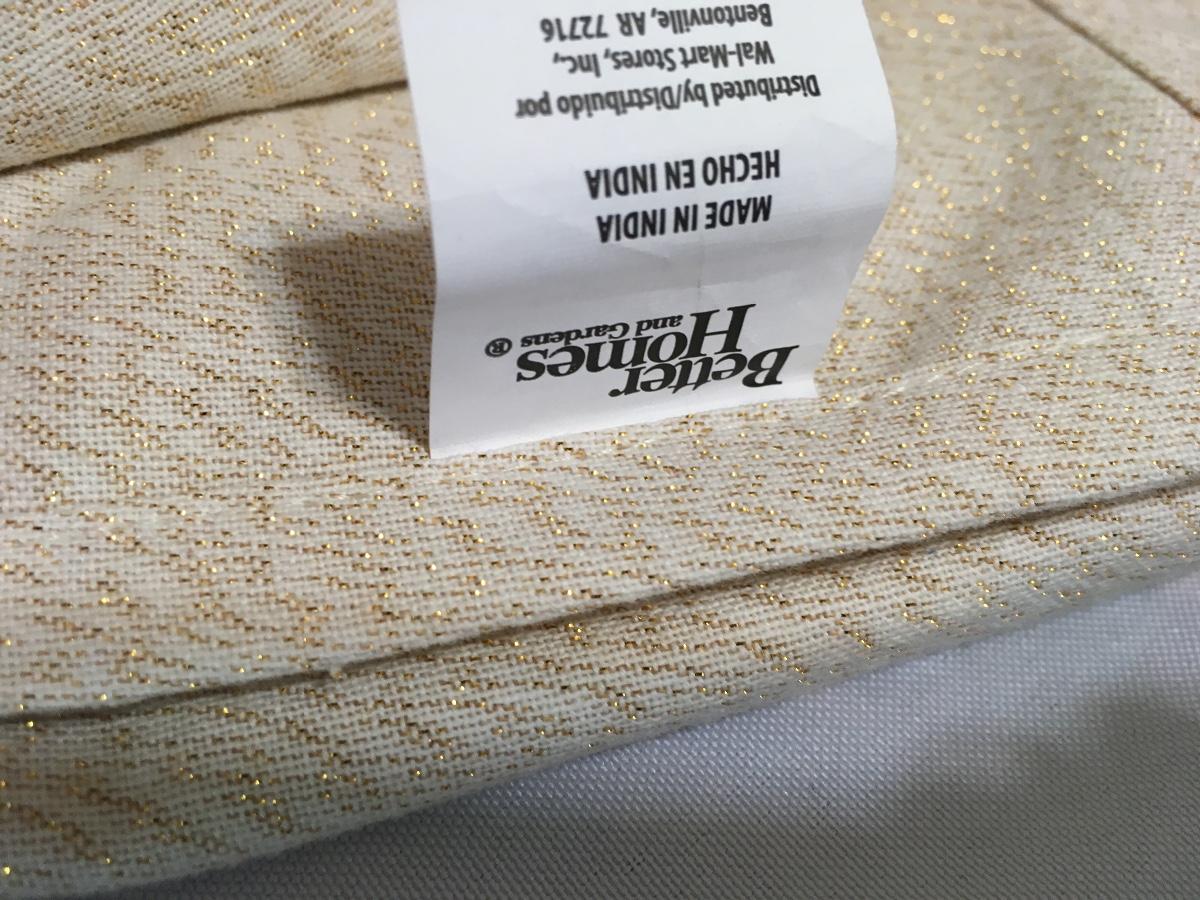 Better
Homes
and Gardens ®
MADE IN INDIA
HECHO EN INDIA
Distributed by/Distribuido por
Wal-Mart Stores, Inc.,
Bentonville, AR 72716